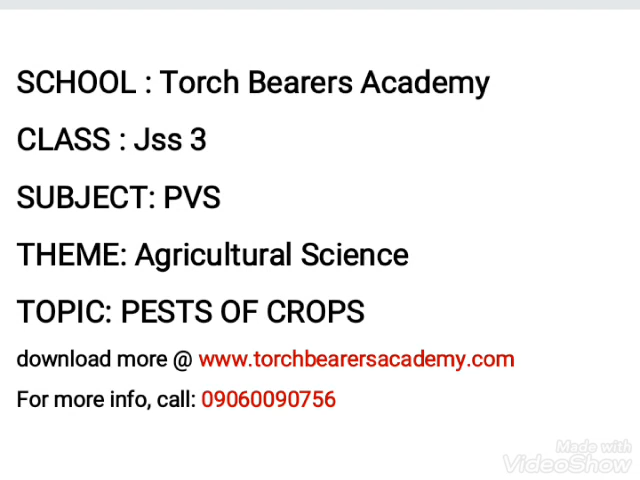 SCHOOL : Torch Bearers Academy
CLASS : Jss 3
SUBJECT: PVS
THEME: Agricultural Science
TOPIC: PESTS OF CROPS
download more @ www.torchbearersacademy.com
For more info, call: 09060090756
Made with
VideoShow